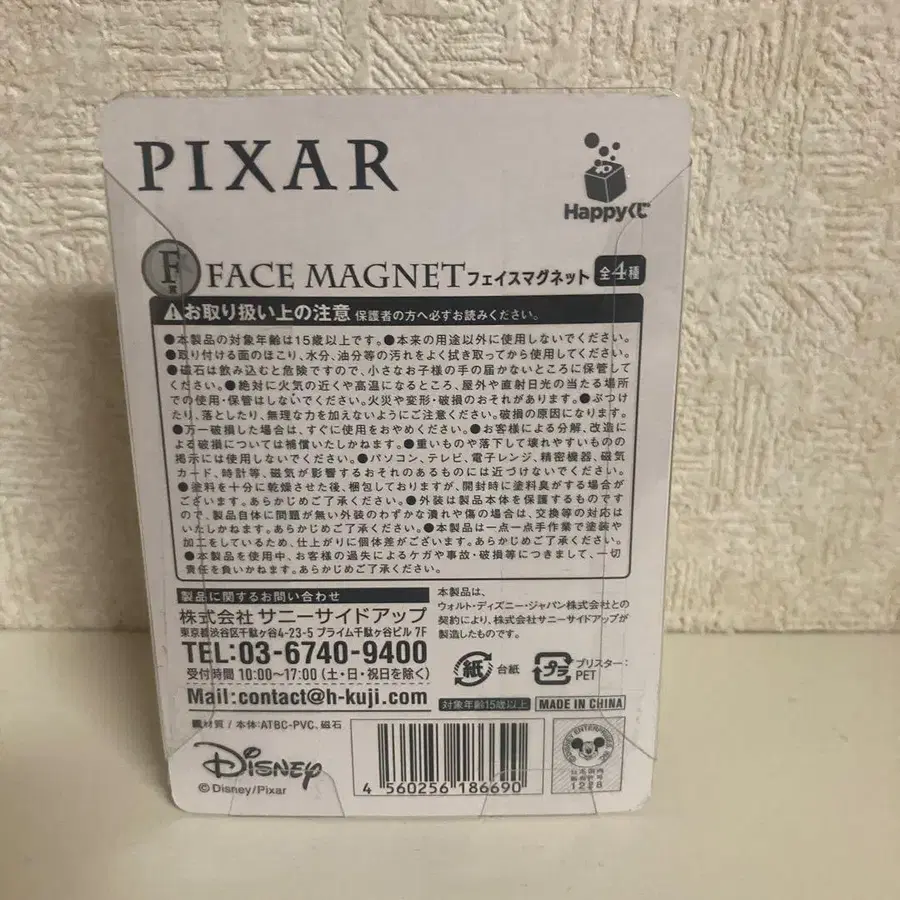 PIXAR
Happyくじ
F賞 FACE MAGNET フェイスマグネット 全4種
お取り扱い上の注意 保護者の方へ必ずお読みください。
●本製品の対象年齢は15歳以上です。●本来の用途以外に使用しないでください。
●取り付ける面のほこり、水分、油分等の汚れをよく拭き取ってから使用してください。
●磁石は飲み込むと危険ですので、小さなお子様の手の届かないところに保管して
ください。●絶対に火気の近くや高温になるところ、屋外や直射日光の当たる場所
での使用・保管はしないでください。火災や変形・破損のおそれがあります。●ぶつけ
たり、落としたり、無理な力を加えないようにご注意ください。破損の原因になります。
●万一破損した場合は、すぐに使用をおやめください。●お客様による分解、改造に
よる破損については補償いたしかねます。●重いものや落下して壊れやすいものの
掲示には使用しないでください。●パソコン、テレビ、電子レンジ、精密機器、磁気
カード、時計等、磁気が影響するおそれのあるものには近づけないでください。
●塗料を十分に乾燥させた後、梱包しておりますが、開封時に塗料臭がする場合が
ございます。あらかじめご了承ください。●外装は製品本体を保護するものです
ので、製品自体に問題が無い外装のわずかな潰れや傷の場合は、交換等の対応は
いたしかねます。あらかじめご了承ください。●本製品は一点一点手作業で塗装や
加工をしているため、仕上がりに個体差がございます。あらかじめご了承ください。
●本製品を使用中、お客様の過失によるケガや事故・破損等につきまして、一切
責任を負いかねます。あらかじめご了承ください。
製品に関するお問い合わせ
株式会社 サニーサイドアップ
東京都渋谷区千駄ヶ谷4-23-5 プライム千駄ヶ谷ビル 7F
TEL:03-6740-9400
受付時間 10:00〜17:00 (土・日・祝日を除く)
Mail:contact@h-kuji.com
本製品は、
ウォルト・ディズニー・ジャパン株式会社との
契約により、株式会社サニーサイドアップが
製造したものです。
紙 台紙
プラ ブリスター:
PET
対象年齢15歳以上 MADE IN CHINA
■材質 / 本体:ATBC-PVC、磁石
Disney
©Disney/Pixar
4 560256 186690
1228